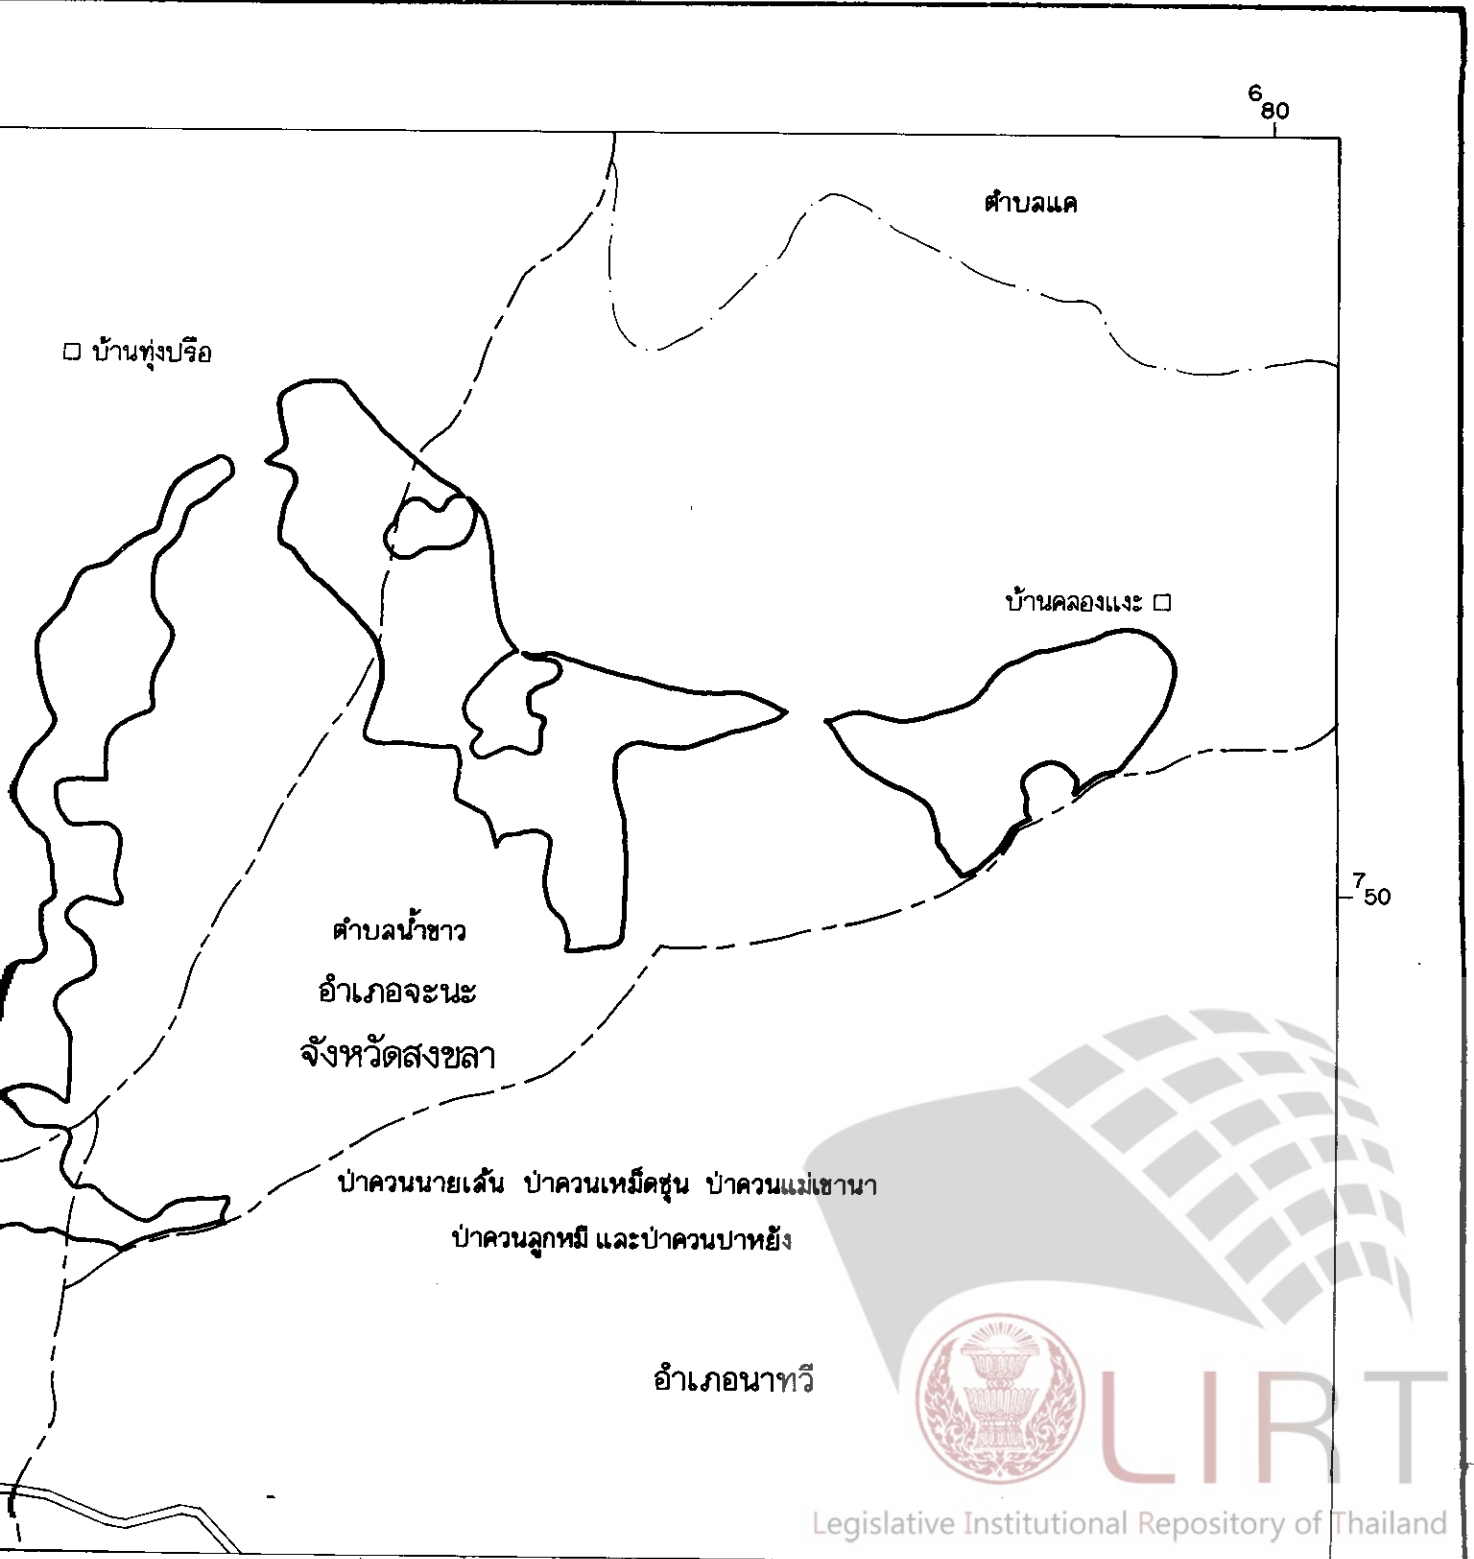 6 80
ตำบลแค
บ้านทุ่งปรือ
บ้านคลองแงะ
7 50
ตำบลน้ำขาว
อำเภอจะนะ
จังหวัดสงขลา
ป่าควนนายเส้น ป่าควนเหม็ดชุ่น ป่าควนแม่เขานา
ป่าควนลูกหมี และป่าควนปาหยัง
อำเภอนาทวี
LIRT
Legislative Institutional Repository of Thailand